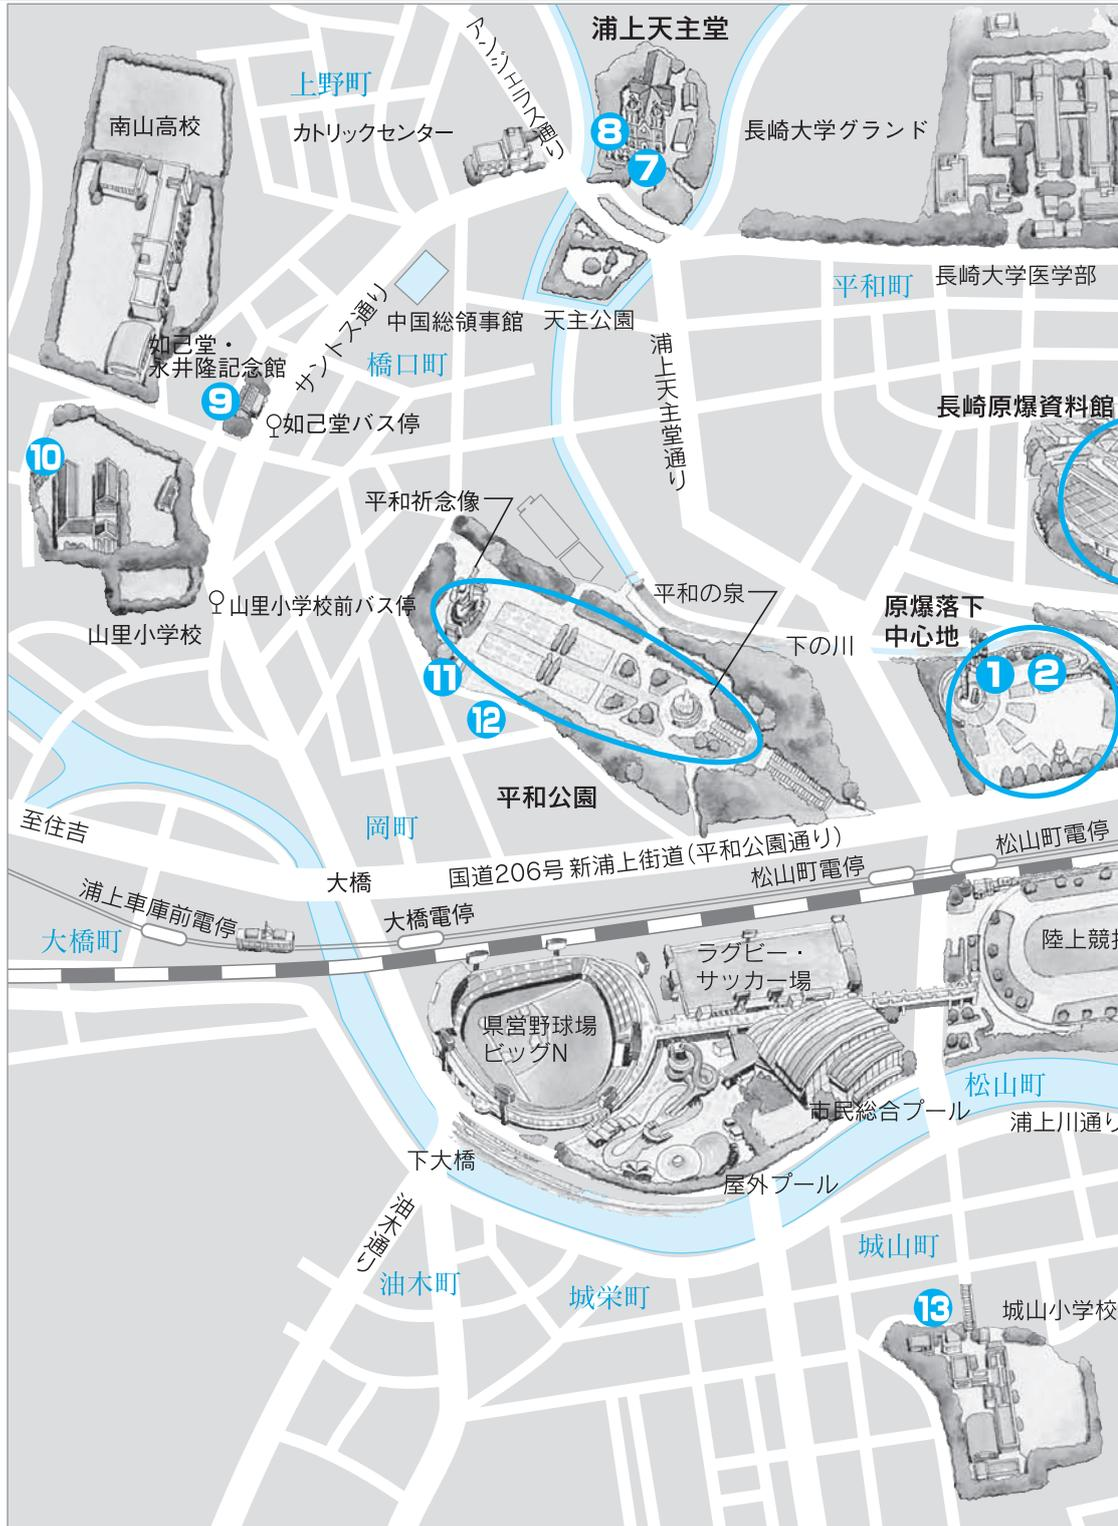 浦上天主堂
アンジェラス通り
上野町
南山高校
カトリックセンター
8
7
長崎大学グランド
平和町
長崎大学医学部
サントス通り
中国総領事館
天主公園
橋口町
浦上天主堂通り
如己堂・
永井隆記念館
9
如己堂バス停
長崎原爆資料館
10
平和祈念像
平和の泉
原爆落下
中心地
山里小学校前バス停
山里小学校
下の川
1
2
11
12
平和公園
岡町
至住吉
国道206号 新浦上街道(平和公園通り)
松山町電停
松山町電停
大橋
浦上車庫前電停
大橋電停
大橋町
ラグビー・
サッカー場
陸上競技
県営野球場
ビッグN
松山町
市民総合プール
浦上川通り
下大橋
屋外プール
油木通り
城山町
油木町
城栄町
13
城山小学校